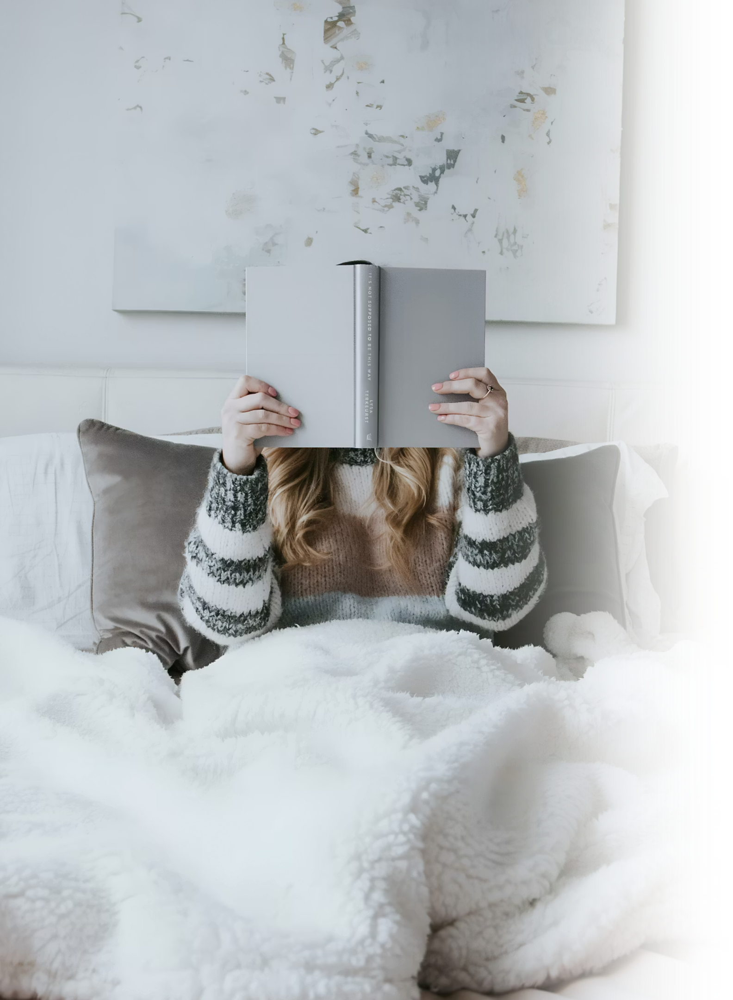 IT'S NOT SUPPOSED TO BE THIS WAY
LYSA
TERKEURST